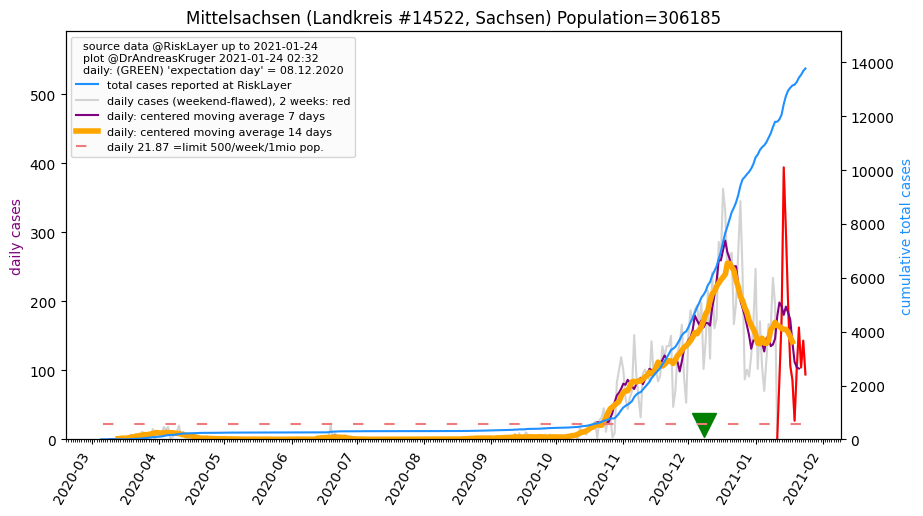 Mittelsachsen (Landkreis #14522, Sachsen) Population=306185
source data @RiskLayer up to 2021-01-24
plot @DrAndreasKruger 2021-01-24 02:32
daily: (GREEN) 'expectation day' = 08.12.2020
total cases reported at RiskLayer
daily cases (weekend-flawed), 2 weeks: red
daily: centered moving average 7 days
daily: centered moving average 14 days
daily 21.87 =limit 500/week/1mio pop.
daily cases
500
400
300
200
100
0
cumulative total cases
14000
12000
10000
8000
6000
4000
2000
0
2020-03
2020-04
2020-05
2020-06
2020-07
2020-08
2020-09
2020-10
2020-11
2020-12
2021-01
2021-02